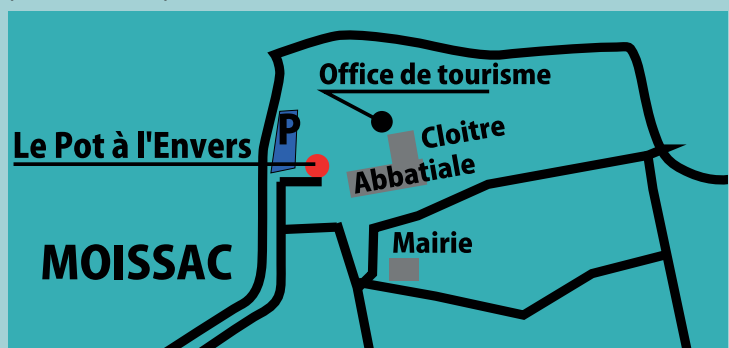 Office de tourisme
P
Cloitre
Le Pot à l'Envers
Abbatiale
MOISSAC
Mairie